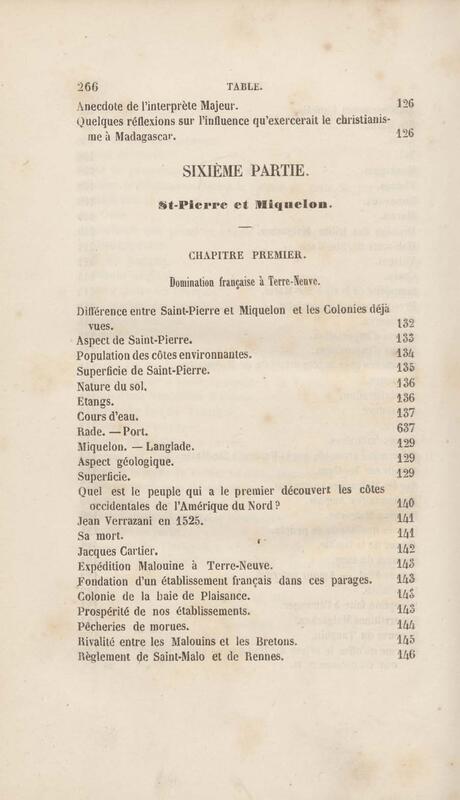 266 TABLE.
Anecdote de l'interprète Majeur. 126
Quelques réflexions sur l'influence qu'exercerait le christianis-
me à Madagascar. 126
SIXIÈME PARTIE.
St-Pierre et Miquelon.
CHAPITRE PREMIER.
Domination française à Terre-Neuve.
Différence entre Saint-Pierre et Miquelon et les Colonies déjà
vues. 132
Aspect de Saint-Pierre. 133
Population des côtes environnantes. 134
Superficie de Saint-Pierre. 135
Nature du sol. 136
Etangs. 136
Cours d'eau. 137
Rade. — Port. 637
Miquelon. — Langlade. 129
Aspect géologique. 129
Superficie. 129
Quel est le peuple qui a le premier découvert les côtes
occidentales de l'Amérique du Nord? 140
Jean Verrazani en 1525. 141
Sa mort. 141
Jacques Cartier. 142
Expédition Malouine à Terre-Neuve. 143
Fondation d'un établissement français dans ces parages. 143
Colonie de la baie de Plaisance. 143
Prospérité de nos établissements. 143
Pêcheries de morues. 144
Rivalité entre les Malouins et les Bretons. 145
Règlement de Saint-Malo et de Rennes. 146